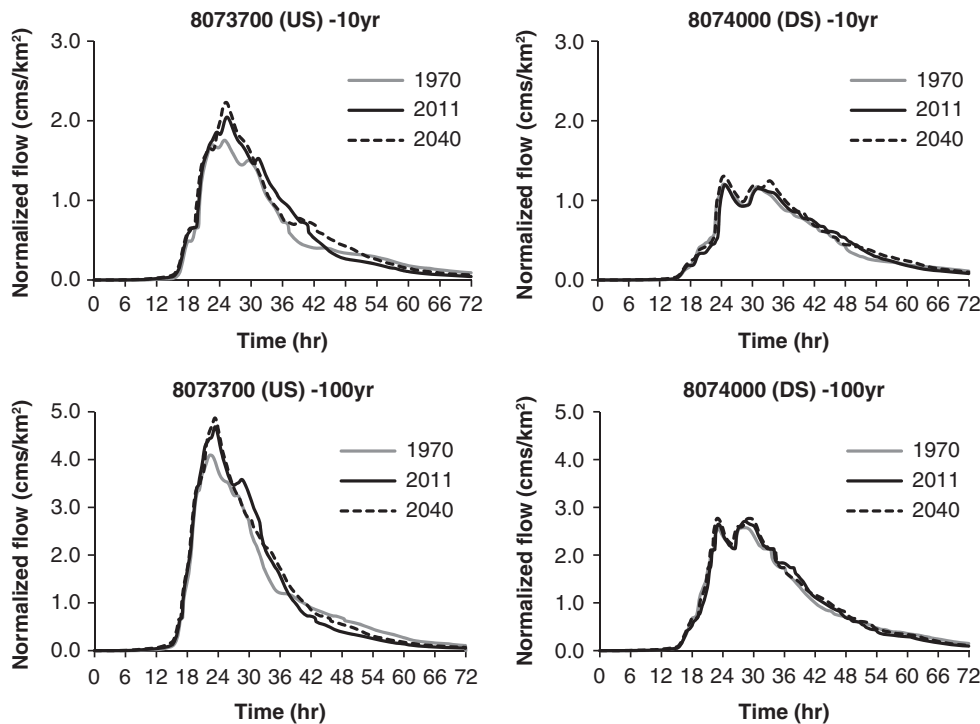 8073700 (US) -10yr
Normalized flow (cms/km²)
3.0
2.0
1.0
0.0
1970
2011
2040
0 6 12 18 24 30 36 42 48 54 60 66 72
Time (hr)
8074000 (DS) -10yr
Normalized flow (cms/km²)
3.0
2.0
1.0
0.0
1970
2011
2040
0 6 12 18 24 30 36 42 48 54 60 66 72
Time (hr)
8073700 (US) -100yr
Normalized flow (cms/km²)
5.0
4.0
3.0
2.0
1.0
0.0
1970
2011
2040
0 6 12 18 24 30 36 42 48 54 60 66 72
Time (hr)
8074000 (DS) -100yr
Normalized flow (cms/km²)
5.0
4.0
3.0
2.0
1.0
0.0
1970
2011
2040
0 6 12 18 24 30 36 42 48 54 60 66 72
Time (hr)